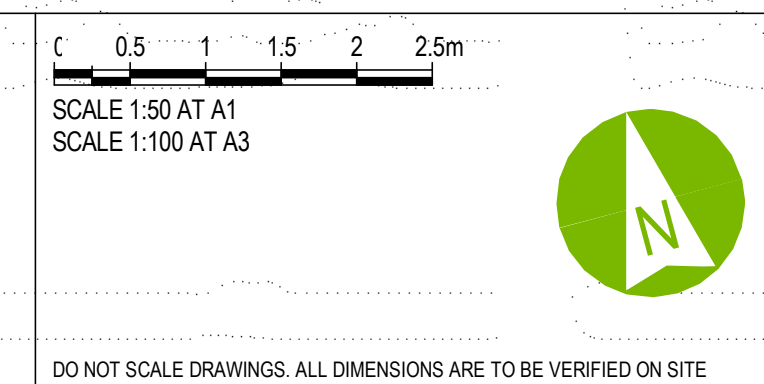 0 0.5 1 1.5 2 2.5m
SCALE 1:50 AT A1
SCALE 1:100 AT A3
N
DO NOT SCALE DRAWINGS. ALL DIMENSIONS ARE TO BE VERIFIED ON SITE